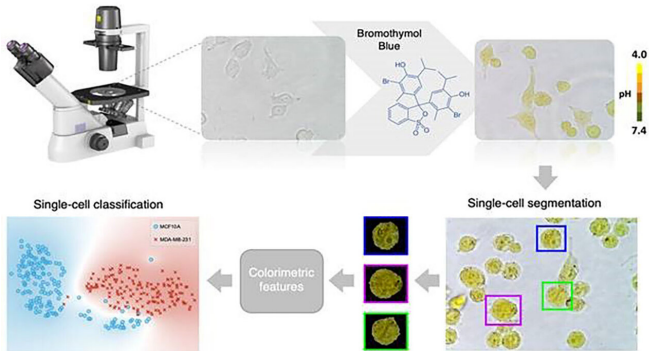 Bromothymol
Blue
HO
Br
OH
O
S
O
O
Br
4.0
pH
7.4
Single-cell classification
Single-cell segmentation
MCF10A
MDA-MB-231
Colorimetric
features